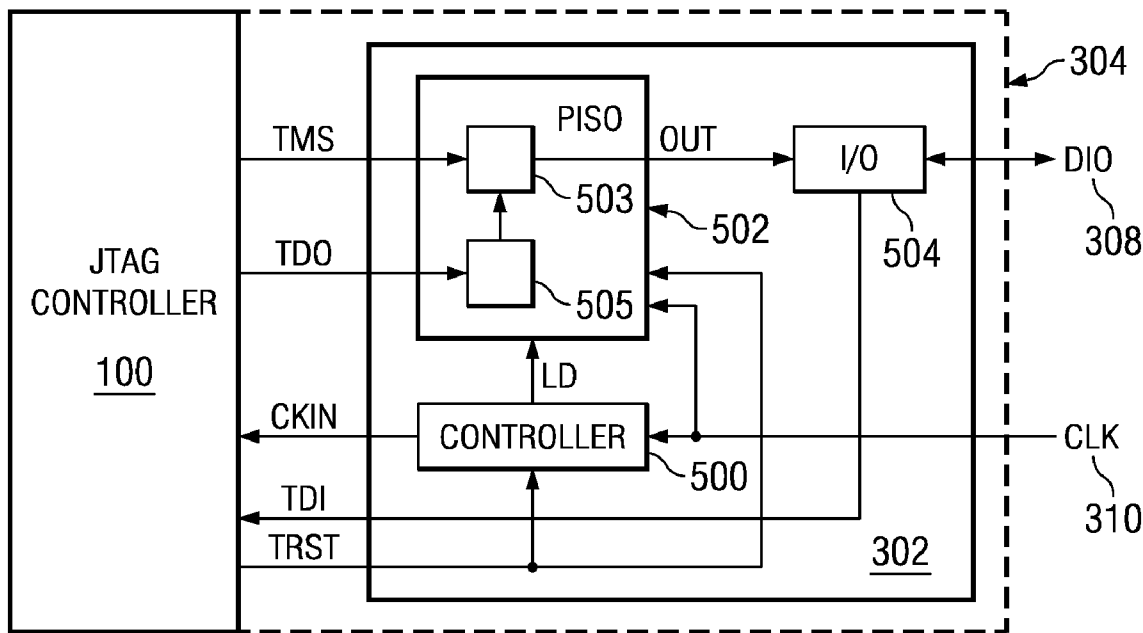 304
PISO
TMS
OUT
I/O
DIO
503
308
502
504
TDO
JTAG
CONTROLLER
505
100
LD
CKIN
CONTROLLER
CLK
500
310
TDI
TRST
302